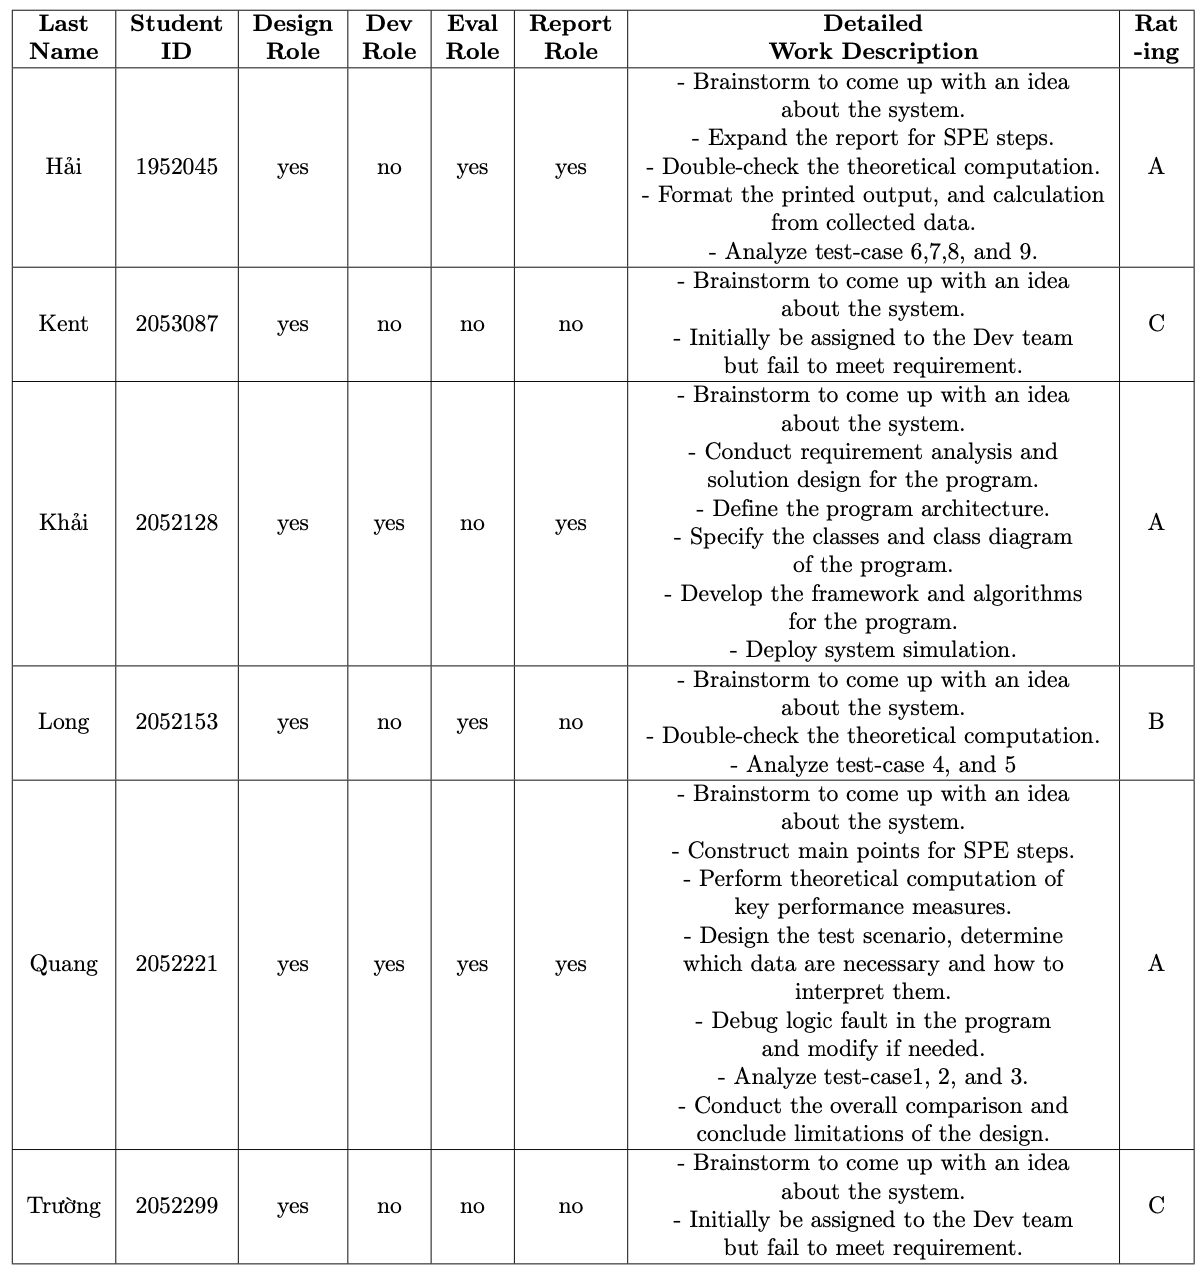 Last Name Student ID Design Role Dev Role Eval Role Report Role Detailed Work Description Rat -ing
Hải 1952045 yes no yes yes
- Brainstorm to come up with an idea
about the system.
- Expand the report for SPE steps.
- Double-check the theoretical computation.
- Format the printed output, and calculation
from collected data.
- Analyze test-case 6,7,8, and 9.
A
Kent 2053087 yes no no no
- Brainstorm to come up with an idea
about the system.
- Initially be assigned to the Dev team
but fail to meet requirement.
C
Khải 2052128 yes yes no yes
- Brainstorm to come up with an idea
about the system.
- Conduct requirement analysis and
solution design for the program.
- Define the program architecture.
- Specify the classes and class diagram
of the program.
- Develop the framework and algorithms
for the program.
- Deploy system simulation.
A
Long 2052153 yes no yes no
- Brainstorm to come up with an idea
about the system.
- Double-check the theoretical computation.
- Analyze test-case 4, and 5
B
Quang 2052221 yes yes yes yes
- Brainstorm to come up with an idea
about the system.
- Construct main points for SPE steps.
- Perform theoretical computation of
key performance measures.
- Design the test scenario, determine
which data are necessary and how to
interpret them.
- Debug logic fault in the program
and modify if needed.
- Analyze test-case1, 2, and 3.
- Conduct the overall comparison and
conclude limitations of the design.
A
Trường 2052299 yes no no no
- Brainstorm to come up with an idea
about the system.
- Initially be assigned to the Dev team
but fail to meet requirement.
C